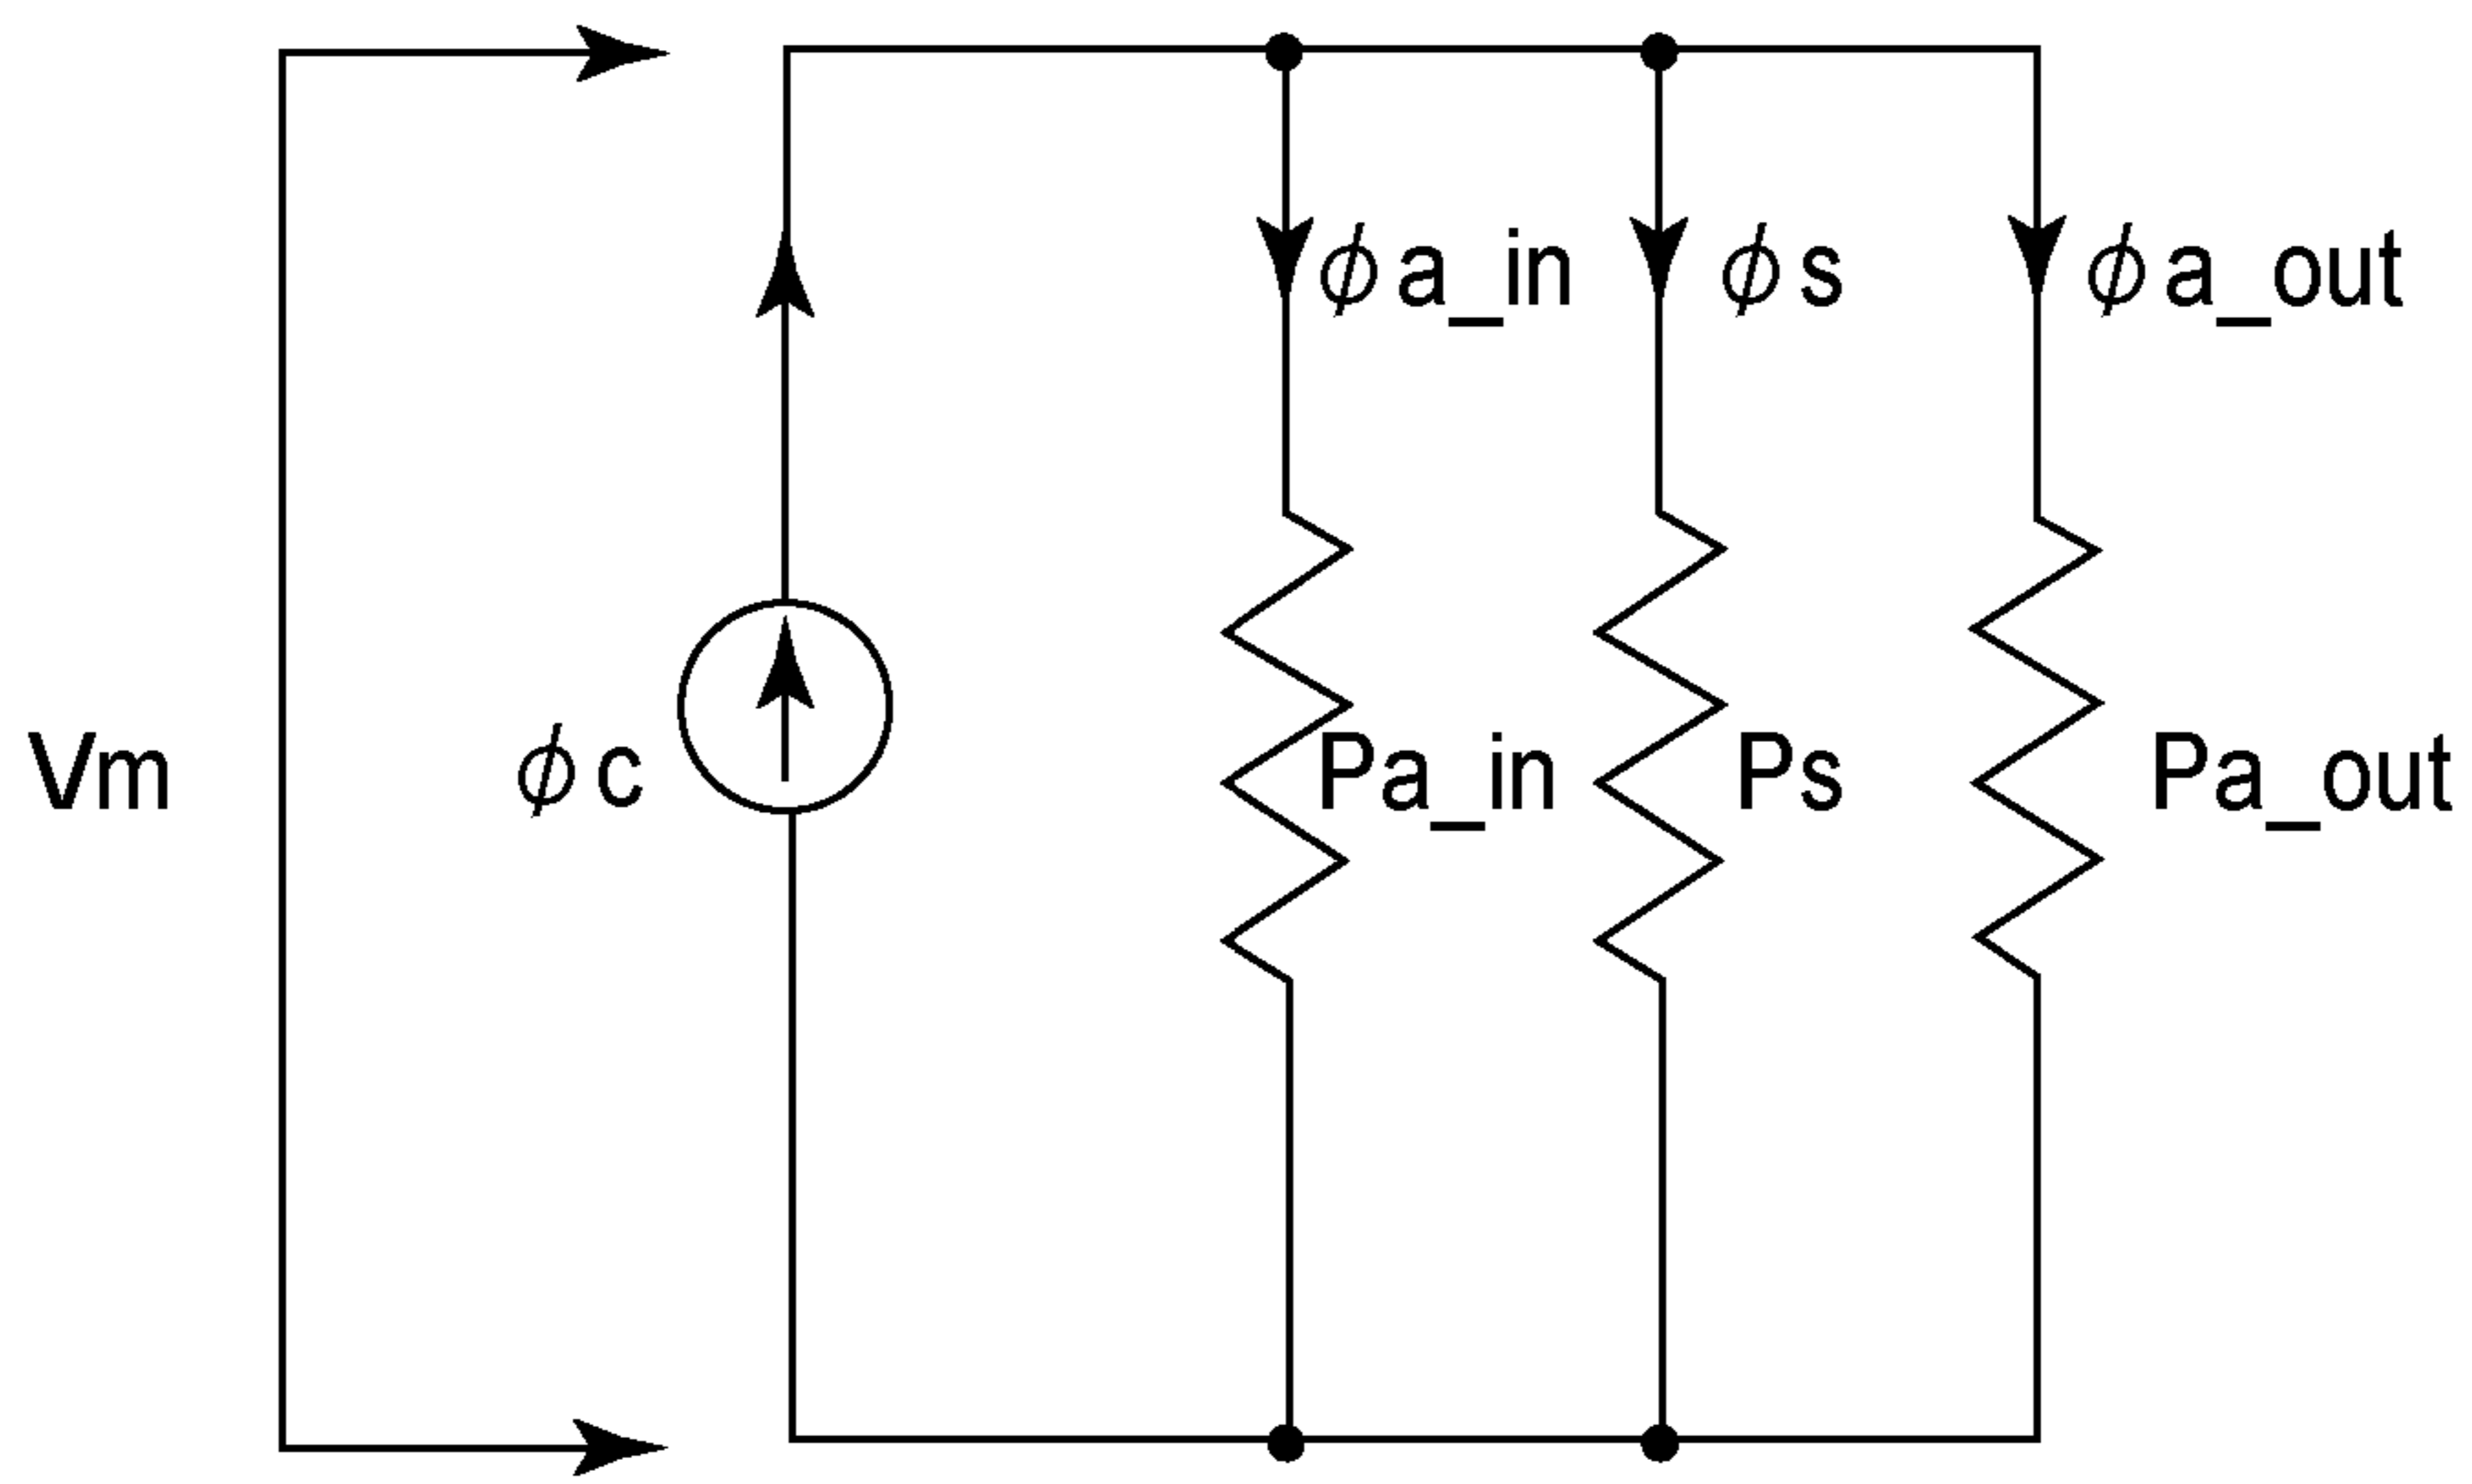 ϕa_in
ϕs
ϕa_out
Vm
ϕc
Pa_in
Ps
Pa_out